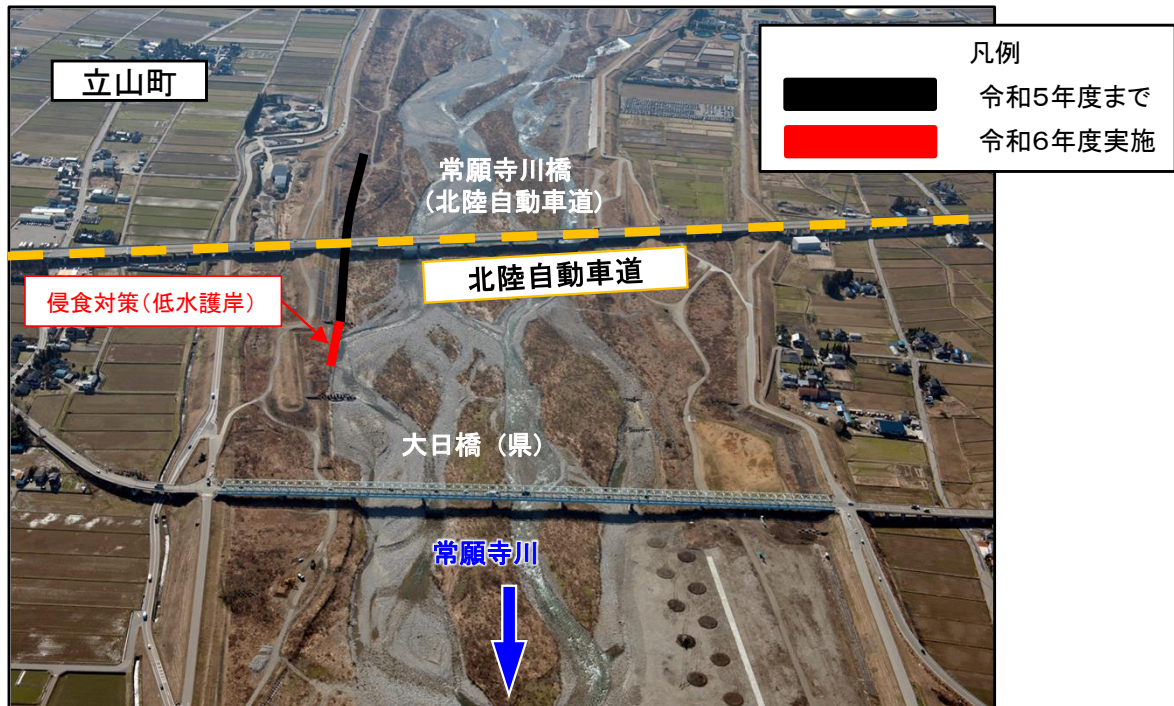 立山町
凡例
令和5年度まで
令和6年度実施
常願寺川橋
(北陸自動車道)
北陸自動車道
侵食対策(低水護岸)
大日橋(県)
常願寺川